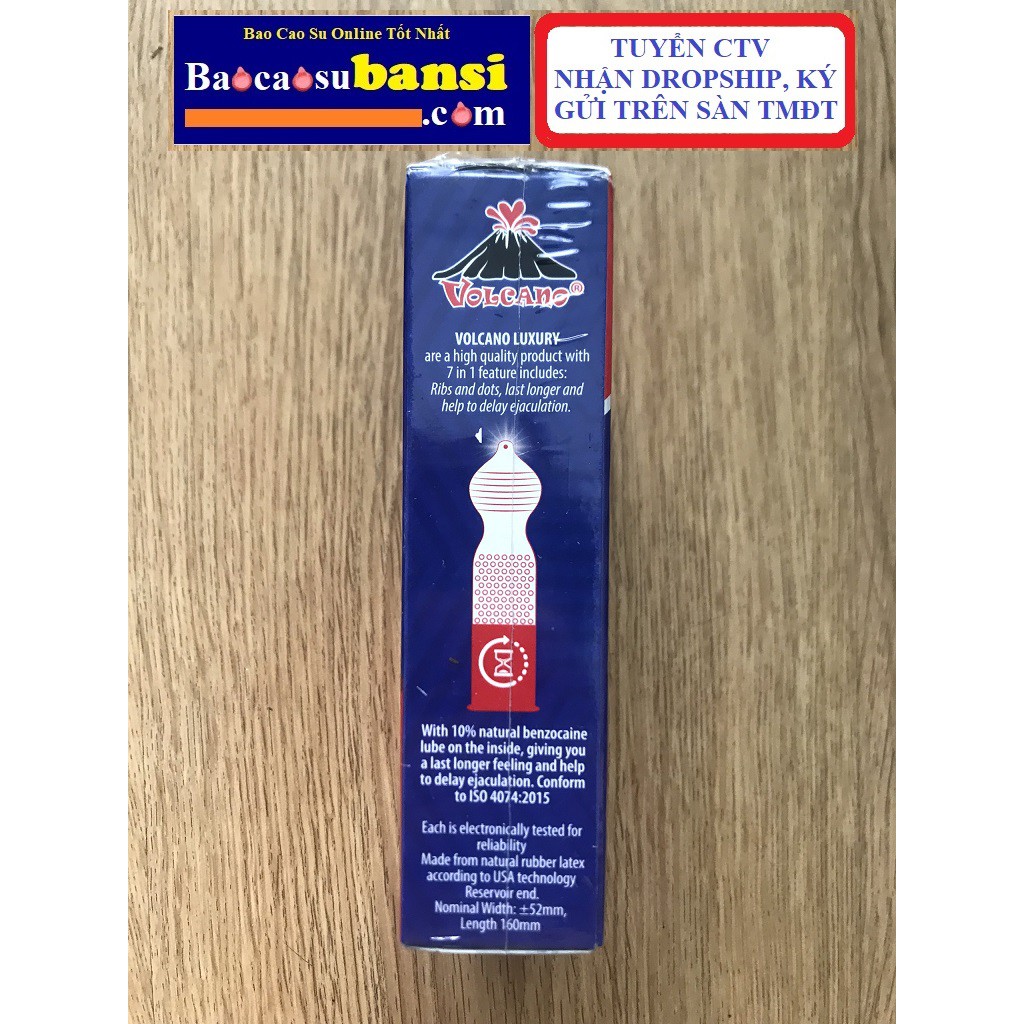 Bao Cao Su Online Tốt Nhất
Baocaosubansi
.com
TUYỂN CTV
NHẬN DROPSHIP, KÝ
GỬI TRÊN SÀN TMĐT
VOLCANO®
VOLCANO LUXURY
are a high quality product with
7 in 1 feature includes:
Ribs and dots, last longer and
help to delay ejaculation.
With 10% natural benzocaine
lube on the inside, giving you
a last longer feeling and help
to delay ejaculation. Conform
to ISO 4074:2015
Each is electronically tested for
reliability
Made from natural rubber latex
according to USA technology
Reservoir end.
Nominal Width: ±52mm,
Length 160mm